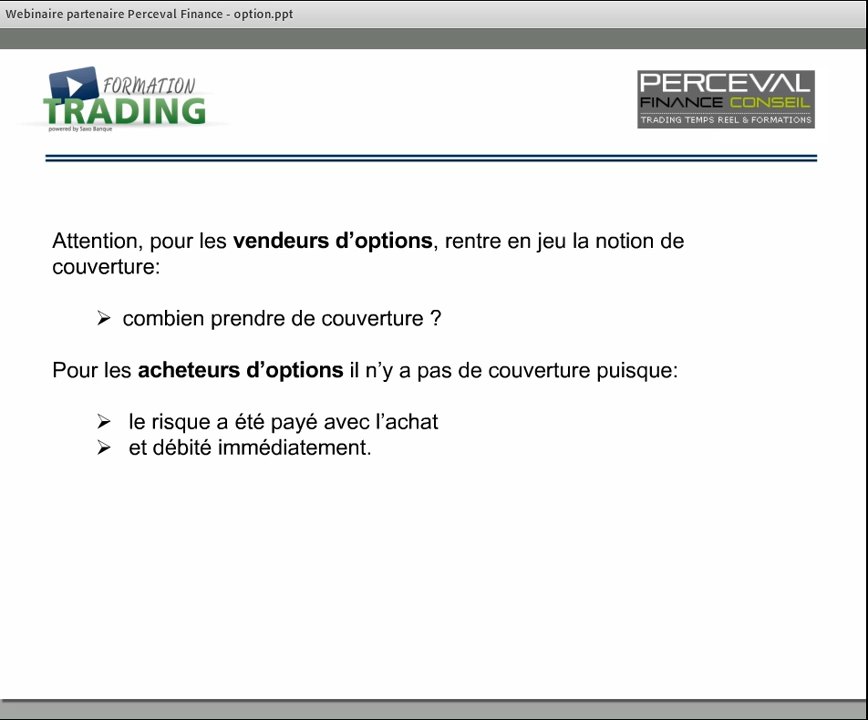 Webinaire partenaire Perceval Finance - option.ppt
FORMATION
TRADING
powered by Saxo Banque
PERCEVAL
FINANCE CONSEIL
TRADING TEMPS REEL & FORMATIONS
Attention, pour les vendeurs d’options, rentre en jeu la notion de
couverture:
➢ combien prendre de couverture ?
Pour les acheteurs d’options il n’y a pas de couverture puisque:
➢ le risque a été payé avec l’achat
➢ et débité immédiatement.